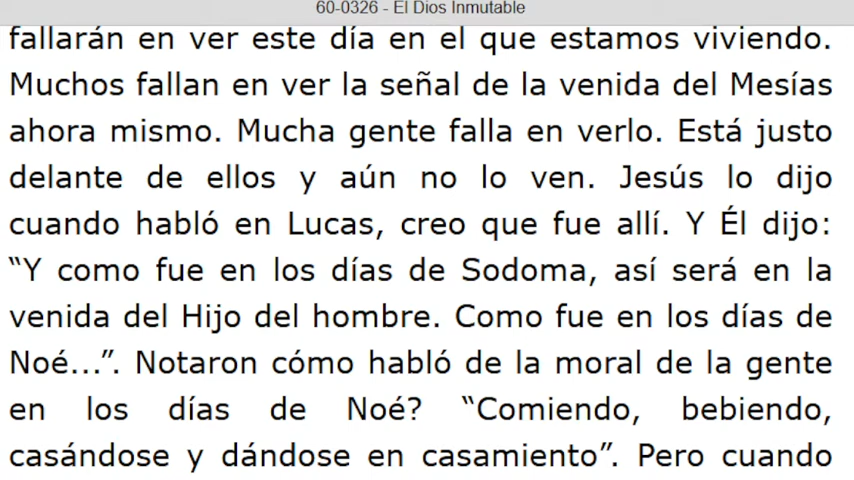 60-0326 - El Dios Inmutable
fallarán en ver este día en el que estamos viviendo.
Muchos fallan en ver la señal de la venida del Mesías
ahora mismo. Mucha gente falla en verlo. Está justo
delante de ellos y aún no lo ven. Jesús lo dijo
cuando habló en Lucas, creo que fue allí. Y Él dijo:
“Y como fue en los días de Sodoma, así será en la
venida del Hijo del hombre. Como fue en los días de
Noé...”. Notaron cómo habló de la moral de la gente
en los días de Noé? “Comiendo, bebiendo,
casándose y dándose en casamiento”. Pero cuando